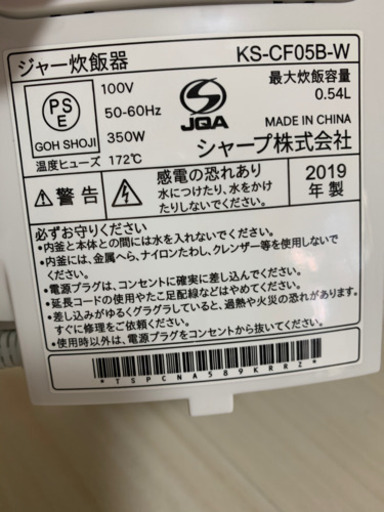 ジャー炊飯器 KS-CF05B-W
PS
E
GOH SHOJI
100V
50-60Hz
350W
温度ヒューズ 172℃
JQA
最大炊飯容量
0.54L
MADE IN CHINA
シャープ株式会社
警告
感電の恐れあり
水につけたり、水をかけ
たりしないでください。
2019
年製
必ずお守りください
・内釜と本体との間には水を入れないでください。
・内釜には、金属へら、ナイロンたわし、クレンザー等を使用しないで
ください。
・電源プラグは、コンセントに確実に差し込んでください。
・延長コードの使用やたこ足配線などはやめてください。
・差し込みがゆるくグラグラしていると、過熱や火災の恐れがあります。
すぐに修理をご依頼ください。
・使用時以外は、電源プラグをコンセントから抜いてください。
*TSPCNA589KRRZ*